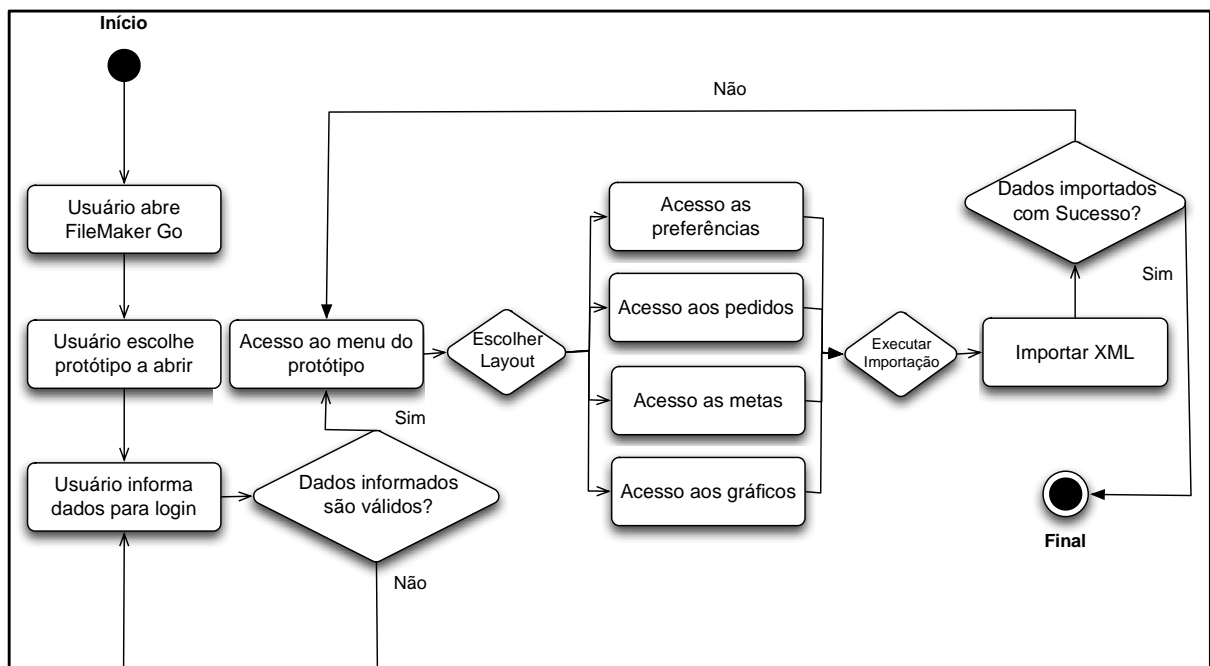 Início
Não
Usuário abre
FileMaker Go
Acesso as
preferências
Dados importados
com Sucesso?
Sim
Usuário escolhe
protótipo a abrir
Acesso ao menu do
protótipo
Escolher
Layout
Acesso aos pedidos
Executar
Importação
Importar XML
Acesso as metas
Sim
Usuário informa
dados para login
Dados informados
são válidos?
Acesso aos gráficos
Final
Não